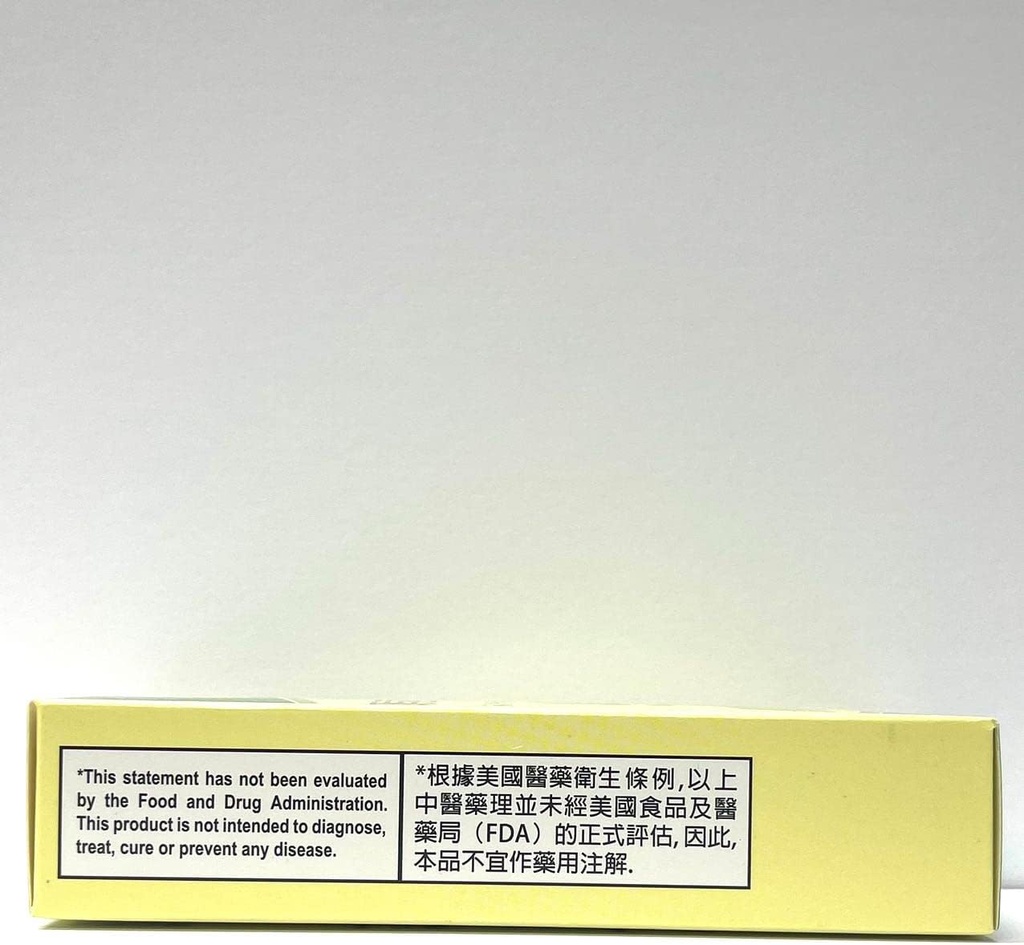 *This statement has not been evaluated
by the Food and Drug Administration.
This product is not intended to diagnose,
treat, cure or prevent any disease.
*根據美國醫藥衛生條例,以上
中醫藥理並未經美國食品及醫
藥局（FDA）的正式評估,因此,
本品不宜作藥用注解.